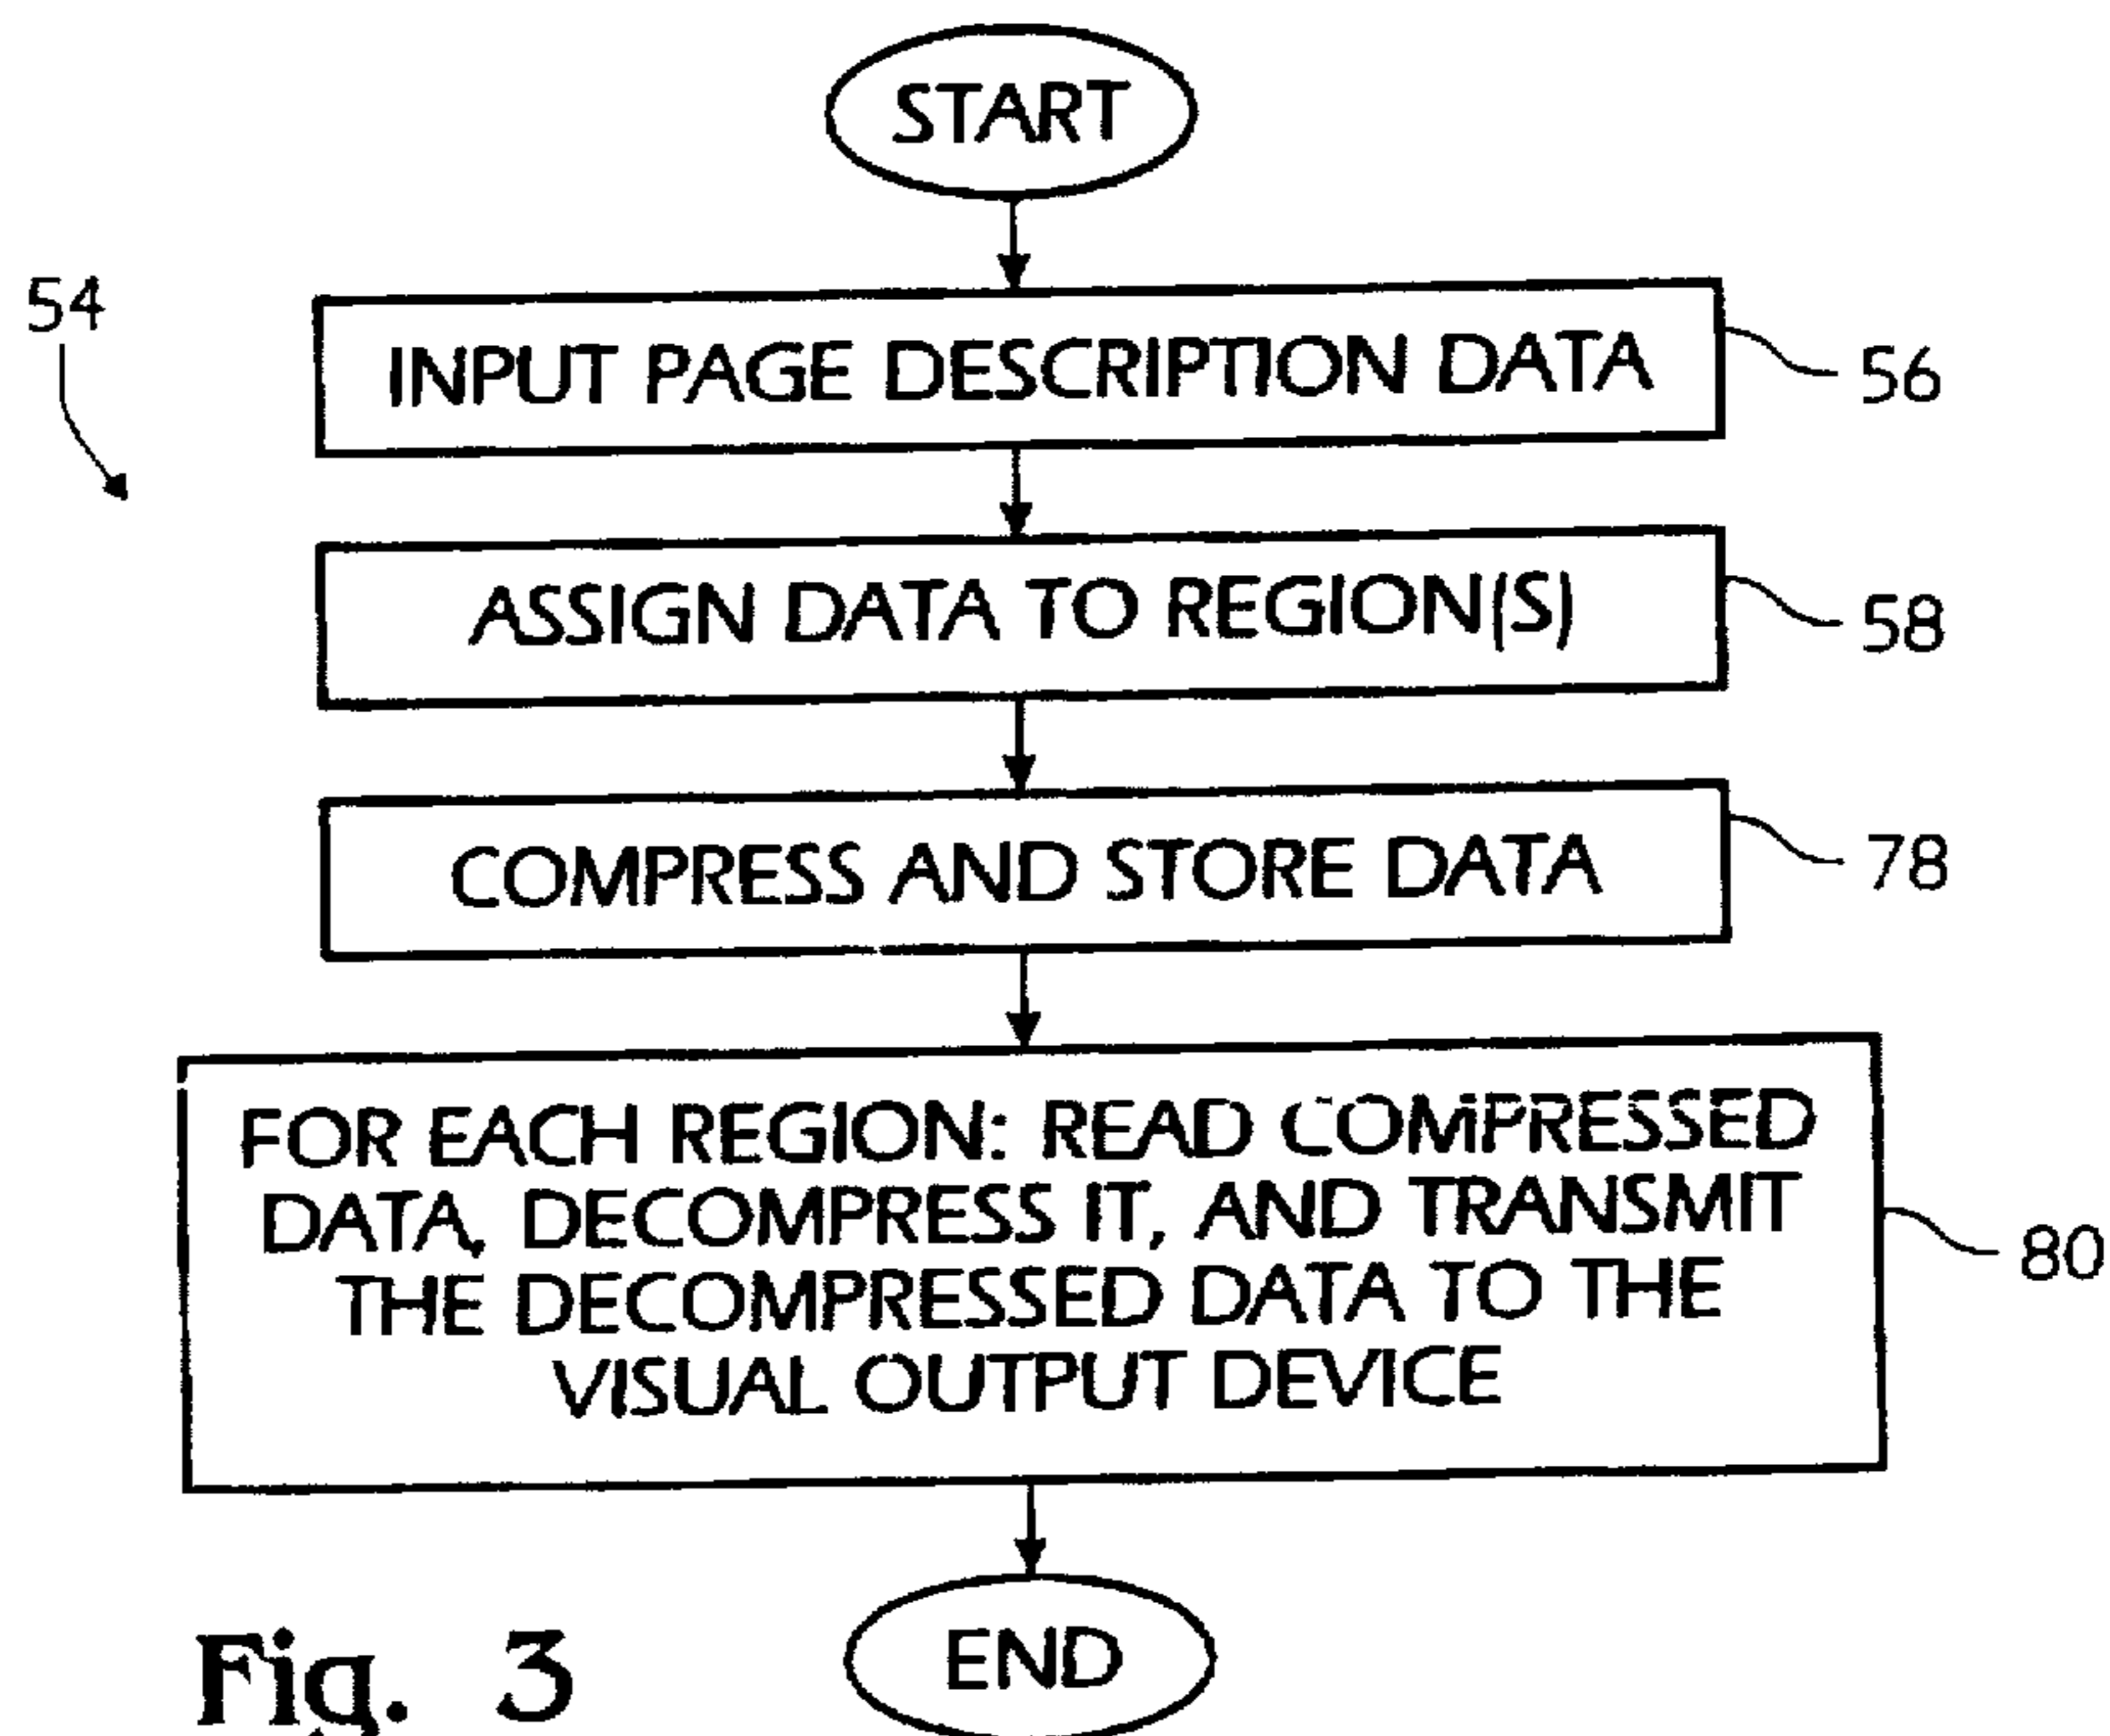 START
54
INPUT PAGE DESCRIPTION DATA
56
ASSIGN DATA TO REGION(S)
58
COMPRESS AND STORE DATA
78
FOR EACH REGION: READ COMPRESSED
DATA, DECOMPRESS IT, AND TRANSMIT
THE DECOMPRESSED DATA TO THE
VISUAL OUTPUT DEVICE
80
END
Fig. 3